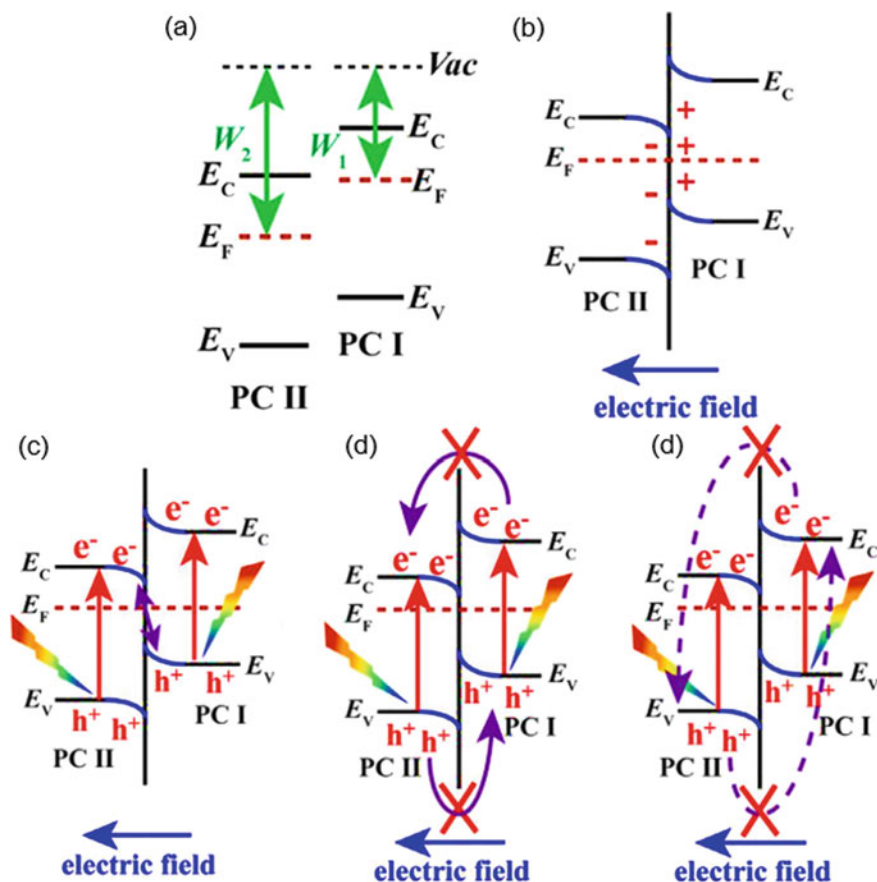 (a)
Vac
W2 W1 EC
EC
EF
EF
EV
EV
PC I
PC II
(b)
EC
EC +
- +
EF
- +
EV
EV -
PC II PC I
electric field
(c)
e- e-
EC
e- e-
EC
EF
h+ h+ EV
EV h+ h+ PC I
PC II
electric field
(d)
e- e-
EC
e- e-
EC
EF
h+ h+ EV
EV h+ h+ PC I
PC II
electric field
(d)
e- e-
EC
e- e-
EC
EF
h+ h+ EV
EV h+ h+ PC I
PC II
electric field